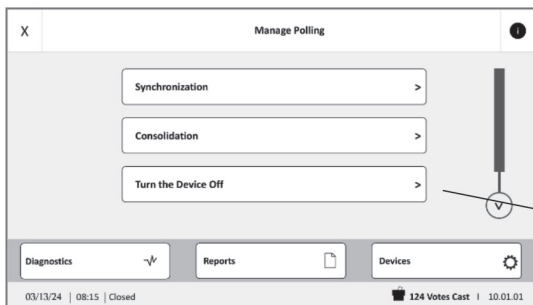 X Manage Polling i
Synchronization >
Consolidation >
Turn the Device Off >
Diagnostics Reports Devices
03/13/24 | 08:15 | Closed 124 Votes Cast | 10.01.01